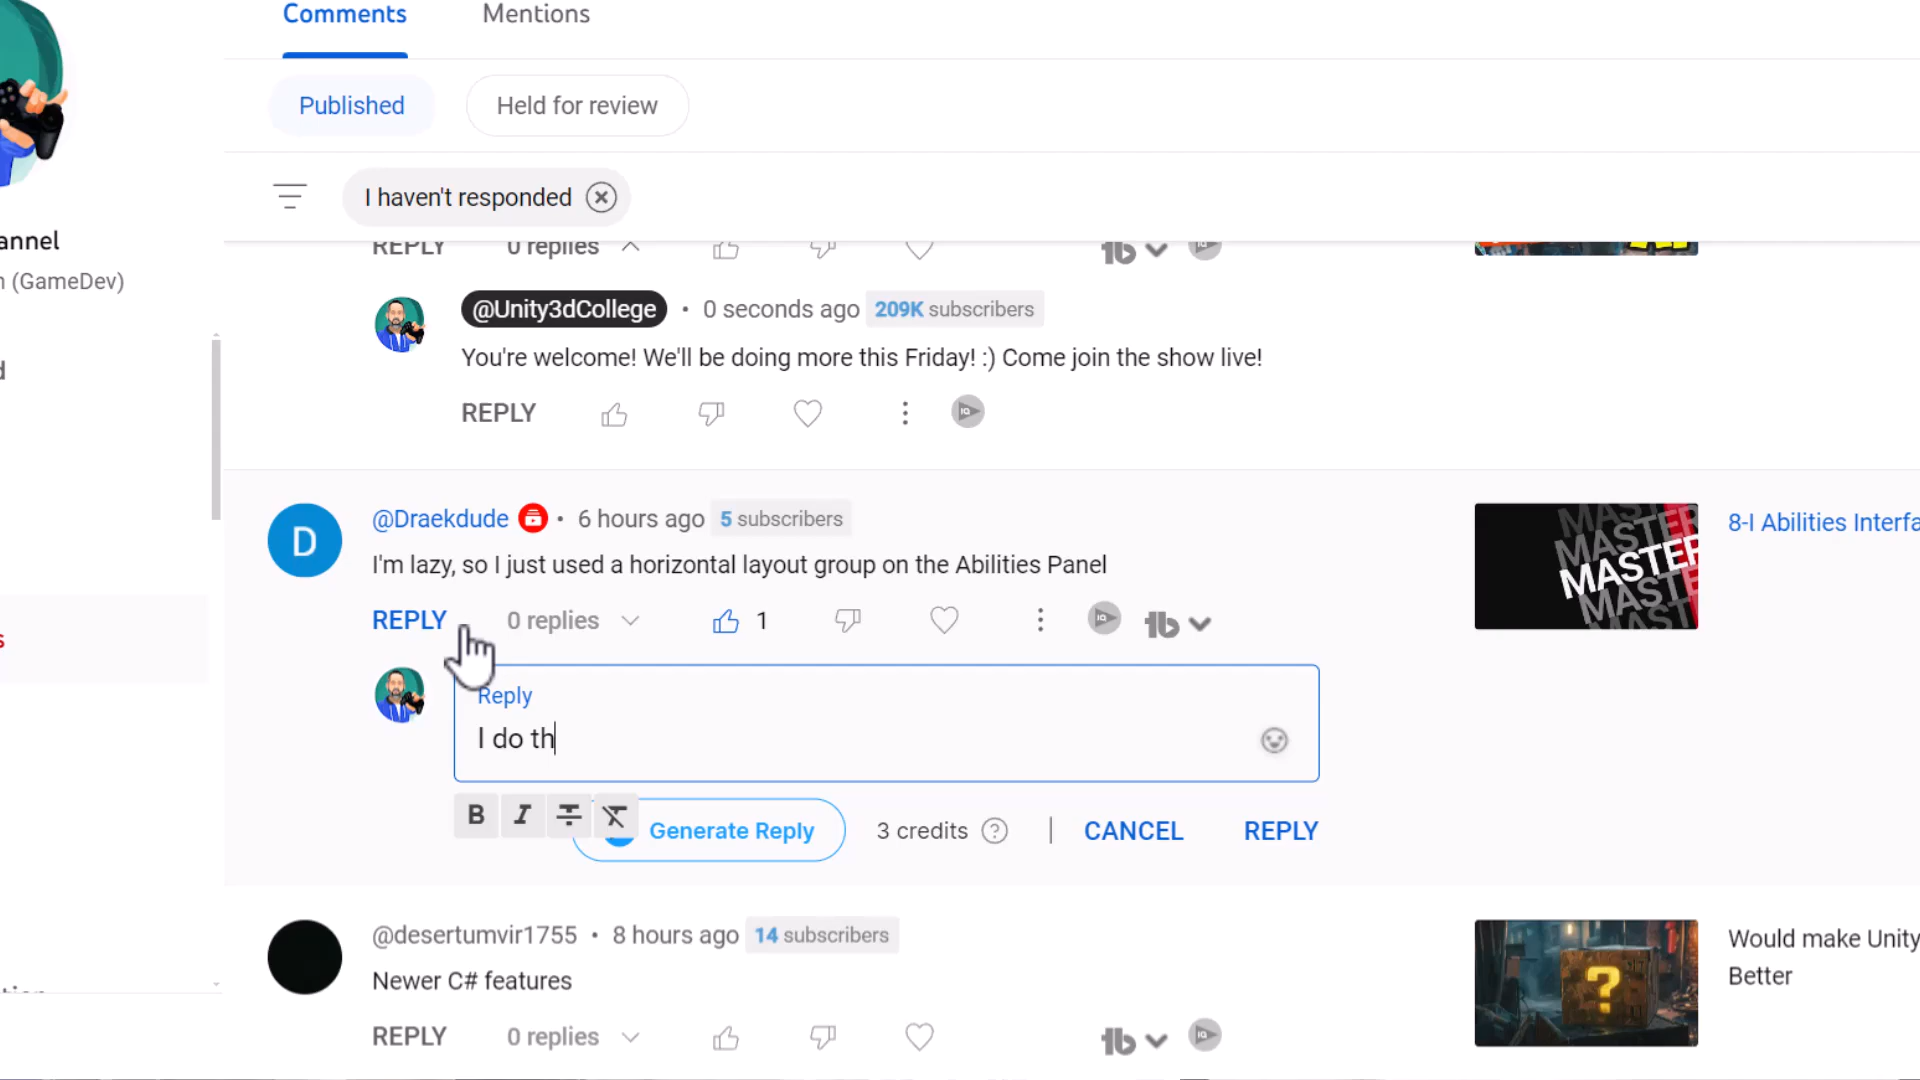 Comments Mentions
Published Held for review
annel
(GameDev)
I haven't responded
REPLY 0 replies
@Unity3dCollege • 0 seconds ago 209K subscribers
You're welcome! We'll be doing more this Friday! :) Come join the show live!
REPLY
D @Draekdude • 6 hours ago 5 subscribers
I'm lazy, so I just used a horizontal layout group on the Abilities Panel
REPLY 0 replies 1
Reply
I do th
B I Generate Reply 3 credits ? | CANCEL REPLY
MASTER
MASTER
MASTER
8-I Abilities Interfa
@desertumvir1755 • 8 hours ago 14 subscribers
Newer C# features
REPLY 0 replies
?
Would make Unity
Better